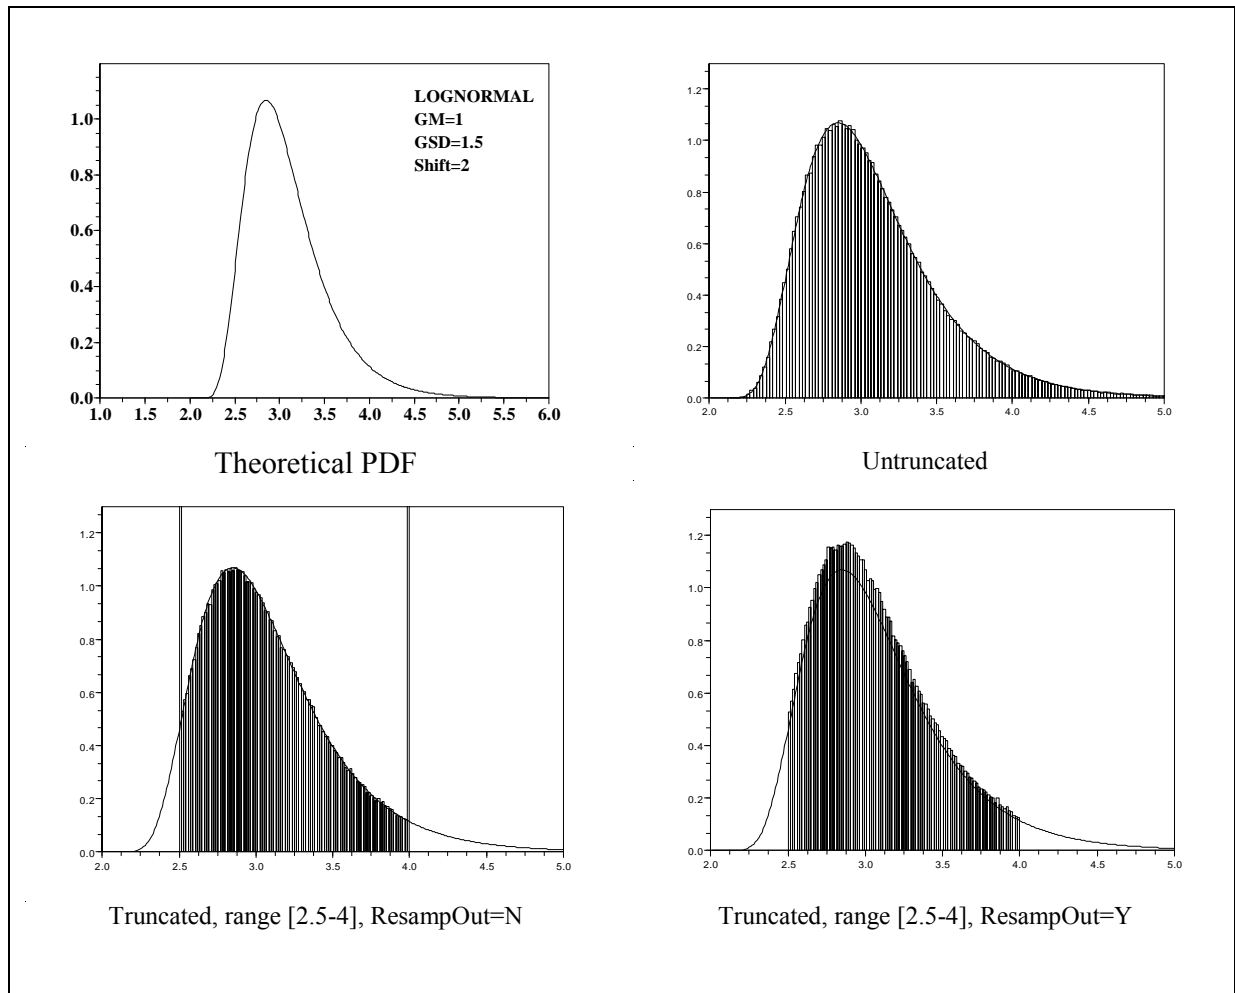 LOGNORMAL
GM=1
GSD=1.5
Shift=2
1.0
0.8
0.6
0.4
0.2
0.0
1.0 1.5 2.0 2.5 3.0 3.5 4.0 4.5 5.0 5.5 6.0
Theoretical PDF
1.2
1.0
0.8
0.6
0.4
0.2
0.0
2.0 2.5 3.0 3.5 4.0 4.5 5.0
Untruncated
1.2
1.0
0.8
0.6
0.4
0.2
0.0
2.0 2.5 3.0 3.5 4.0 4.5 5.0
Truncated, range [2.5-4], ResampOut=N
1.2
1.0
0.8
0.6
0.4
0.2
0.0
2.0 2.5 3.0 3.5 4.0 4.5 5.0
Truncated, range [2.5-4], ResampOut=Y